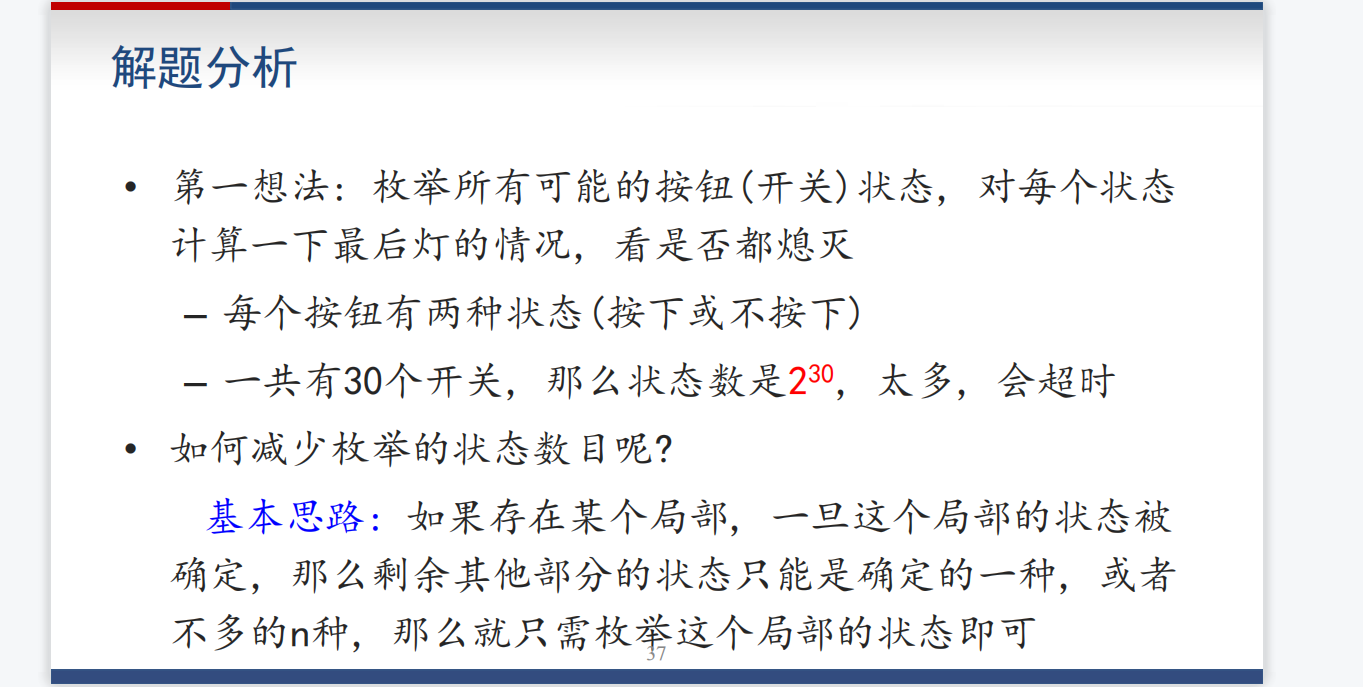 解题分析
• 第一想法：枚举所有可能的按钮(开关)状态，对每个状态
计算一下最后灯的情况，看是否都熄灭
– 每个按钮有两种状态(按下或不按下)
– 一共有30个开关，那么状态数是2³⁰，太多，会超时
• 如何减少枚举的状态数目呢?
基本思路：如果存在某个局部，一旦这个局部的状态被
确定，那么剩余其他部分的状态只能是确定的一种，或者
不多的n种，那么就只需枚举这个局部的状态即可
37